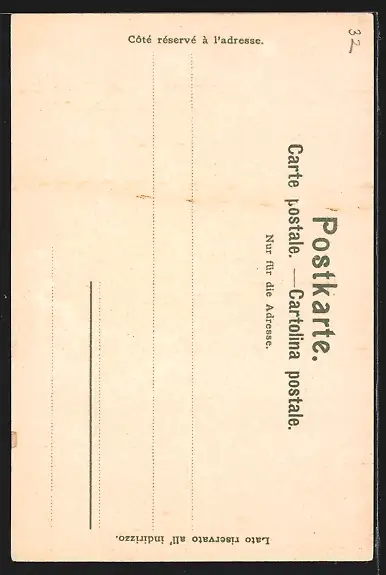 Côté réservé à l'adresse.
32
Postkarte.
Carte postale. — Cartolina postale.
Nur für die Adresse.
Lato riservato all' indirizzo.